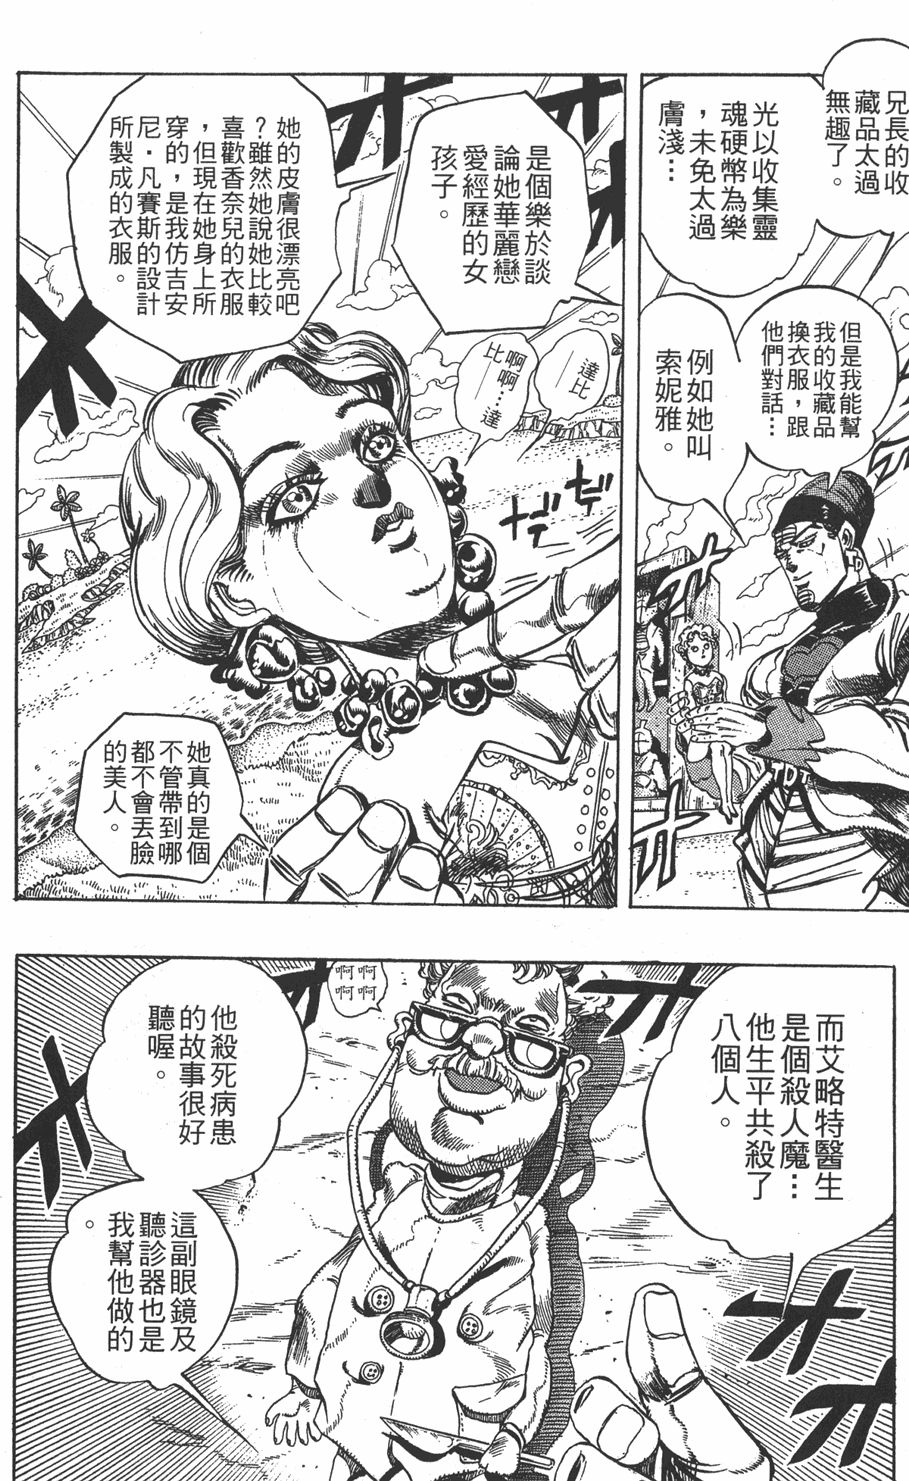 兄長的收
藏品太過
無趣了。
光以收集靈
魂硬幣為樂
，未免太過
膚淺…
但是我能幫
我的收藏品
換衣服，跟
他們對話…
例如她叫
索妮雅。
是個樂於談
論她華麗戀
愛經歷的女
孩子。
她的皮膚很漂亮吧
？雖然她說她比較
喜歡香奈兒的衣服
，但現在她身上所
穿的，是我仿吉安
尼・凡賽斯的設計
所製成的衣服。
——達比
啊啊…達
比——
她真的是個
不管帶到哪
都不會丟臉
的美人。
而艾略特醫生
是個殺人魔…
他生平共殺了
八個人。
啊啊
啊啊
他殺死病患
的故事很好
聽喔。
這副眼鏡及
聽診器也是
我幫他做的
。
オオ
オオ
オオ
オオ
ドド